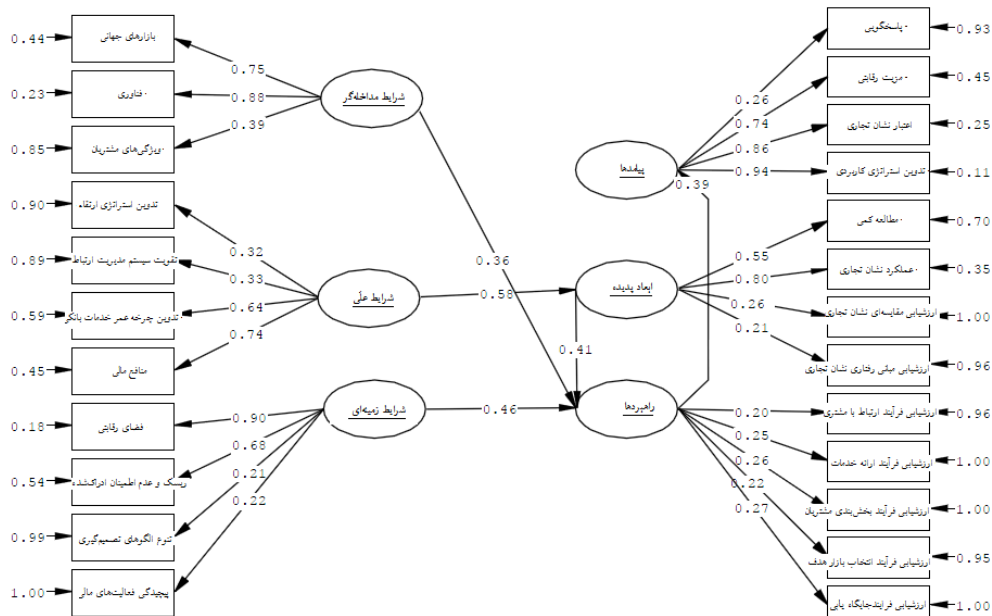 0.44
بازارهای جهانی
0.23
فناوری
0.85
ویژگی‌های مشتریان
0.90
تدوین استراتژی ارتقاء
0.89
تقویت سیستم مدیریت ارتباط
0.59
تدوین چرخه عمر خدمات بانکو
0.45
منافع مالی
0.18
فضای رقابتی
0.54
ریسک و عدم اطمینان ادراک‌شده
0.99
تنوع الگوهای تصمیم‌گیری
1.00
پیچیدگی فعالیت‌های مالی
0.75
0.88
0.39
شرایط مداخله‌گر
0.32
0.33
0.64
0.74
شرایط علّی
0.90
0.68
0.21
0.22
شرایط زمینه‌ای
0.36
0.58
0.46
0.41
0.39
پیامدها
ابعاد پدیده
راهبردها
0.26
0.74
0.86
0.94
0.55
0.80
0.26
0.21
0.20
0.25
0.26
0.22
0.27
پاسخگویی
0.93
مزیت رقابتی
0.45
اعتبار نشان تجاری
0.25
تدوین استراتژی کاربردی
0.11
مطالعه کمی
0.70
عملکرد نشان تجاری
0.35
ارزشیابی مقایسه‌ای نشان تجاری
1.00
ارزشیابی مبانی رفتاری نشان تجاری
0.96
ارزشیابی فرآیند ارتباط با مشتری
0.96
ارزشیابی فرآیند ارائه خدمات
1.00
ارزشیابی فرآیند بخش‌بندی مشتریان
1.00
ارزشیابی فرآیند انتخاب بازار هدف
0.95
ارزشیابی فرایندجایگاه یابی
1.00